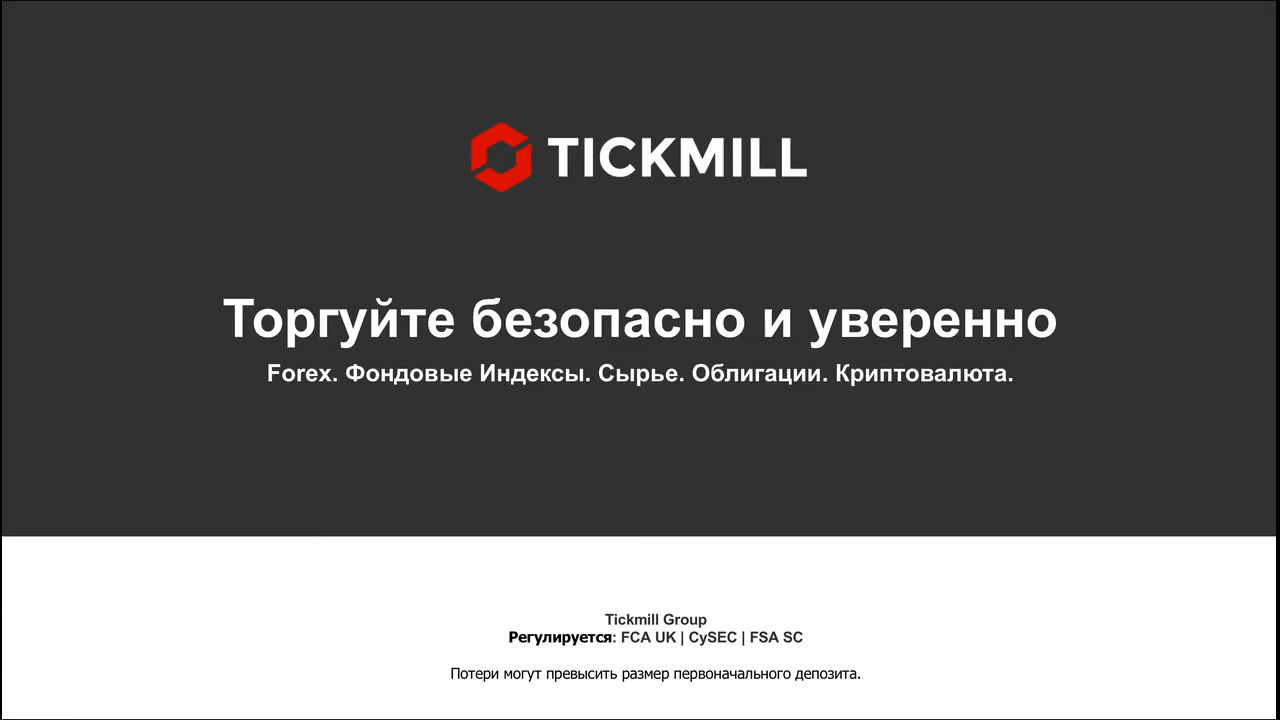 TICKMILL
Торгуйте безопасно и уверенно
Forex. Фондовые Индексы. Сырье. Облигации. Криптовалюта.
Tickmill Group
Регулируется: FCA UK | CySEC | FSA SC
Потери могут превысить размер первоначального депозита.